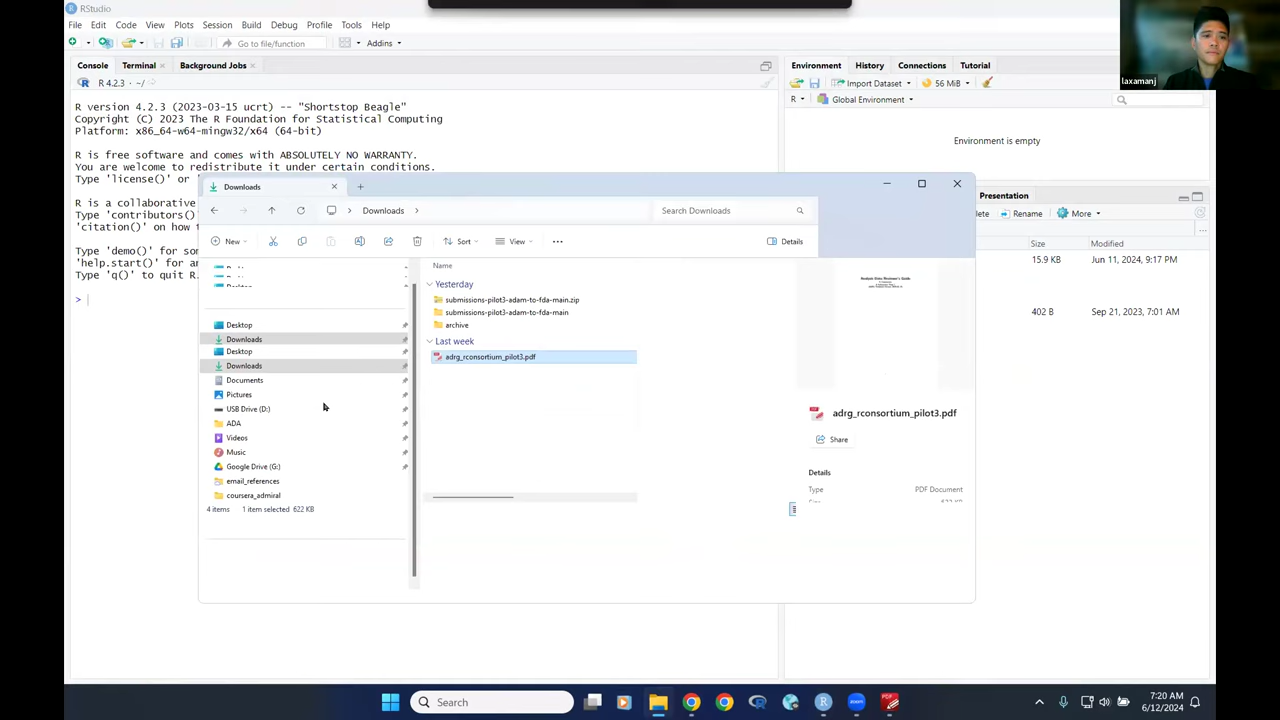 RStudio
File Edit Code View Plots Session Build Debug Profile Tools Help
Go to file/function Addins
Console Terminal Background Jobs
R 4.2.3 · ~/
R version 4.2.3 (2023-03-15 ucrt) -- "Shortstop Beagle"
Copyright (C) 2023 The R Foundation for Statistical Computing
Platform: x86_64-w64-mingw32/x64 (64-bit)
R is free software and comes with ABSOLUTELY NO WARRANTY.
You are welcome to redistribute it under certain conditions.
Type 'license()' or
R is a collaborative
Type 'contributors()'
'citation()' on how t
Type 'demo()' for som
'help.start()' for an
Type 'q()' to quit R.
>
Environment History Connections Tutorial
Import Dataset 56 MiB
R Global Environment
Environment is empty
laxamanj
Presentation
Rename More
Size Modified
15.9 KB Jun 11, 2024, 9:17 PM
402 B Sep 21, 2023, 7:01 AM
Downloads
Downloads Search Downloads
New Sort View Details
Desktop
Downloads
Desktop
Downloads
Documents
Pictures
USB Drive (D:)
ADA
Videos
Music
Google Drive (G:)
email_references
coursera_admiral
4 items 1 item selected 622 KB
Name
Yesterday
submissions-pilot3-adam-to-fda-main.zip
submissions-pilot3-adam-to-fda-main
archive
Last week
adrg_rconsortium_pilot3.pdf
adrg_rconsortium_pilot3.pdf
Share
Details
Type PDF Document
Search
7:20 AM
6/12/2024